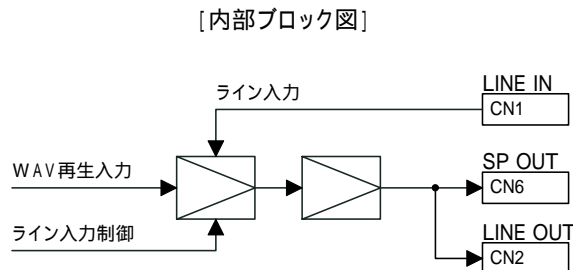 [内部ブロック図]
LINE IN
ライン入力
CN1
SP OUT
WAV再生入力
CN6
ライン入力制御
LINE OUT
CN2